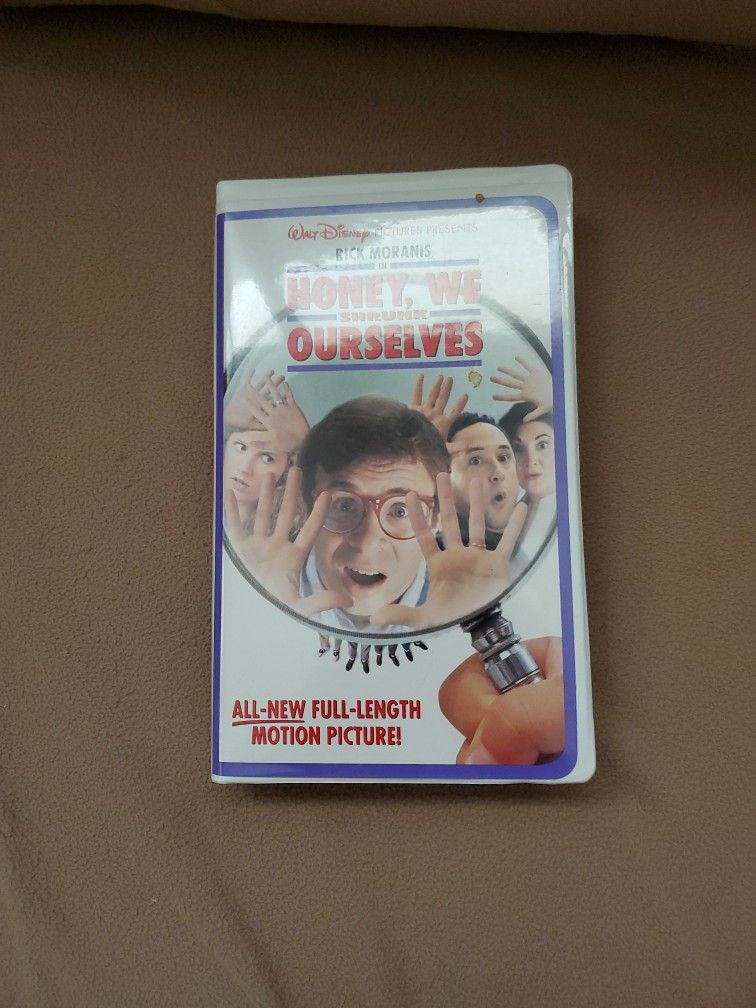 WALT DISNEY PICTURES PRESENTS
RICK MORANIS
IN
HONEY, WE
SHRUNK
OURSELVES
ALL-NEW FULL-LENGTH
MOTION PICTURE!